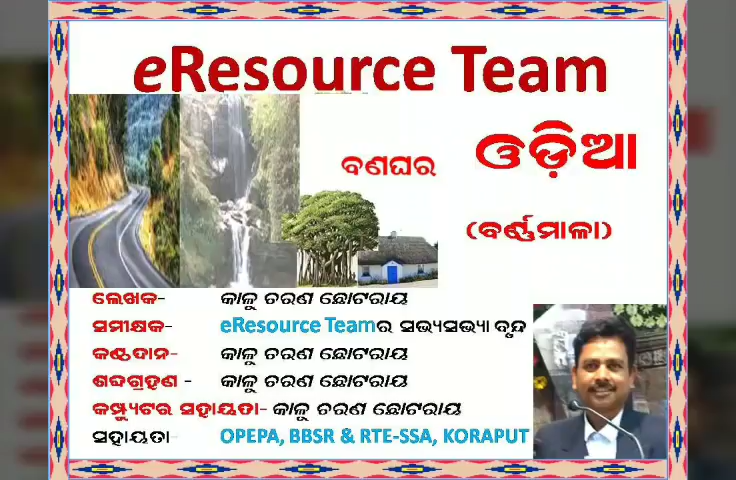 eResource Team
ବଣଘର
ଓଡ଼ିଆ
(ବର୍ଣ୍ଣମାଳା)
ଲେଖକ- କାଳୁ ଚରଣ ଛୋଟରାୟ
ସମୀକ୍ଷକ- eResource Teamର ସଭ୍ୟସଭ୍ୟା ବୃନ୍ଦ
କଣ୍ଠଦାନ- କାଳୁ ଚରଣ ଛୋଟରାୟ
ଶବ୍ଦଗ୍ରହଣ - କାଳୁ ଚରଣ ଛୋଟରାୟ
କମ୍ପ୍ୟୁଟର ସହାୟତା- କାଳୁ ଚରଣ ଛୋଟରାୟ
ସହାୟତା- OPEPA, BBSR & RTE-SSA, KORAPUT